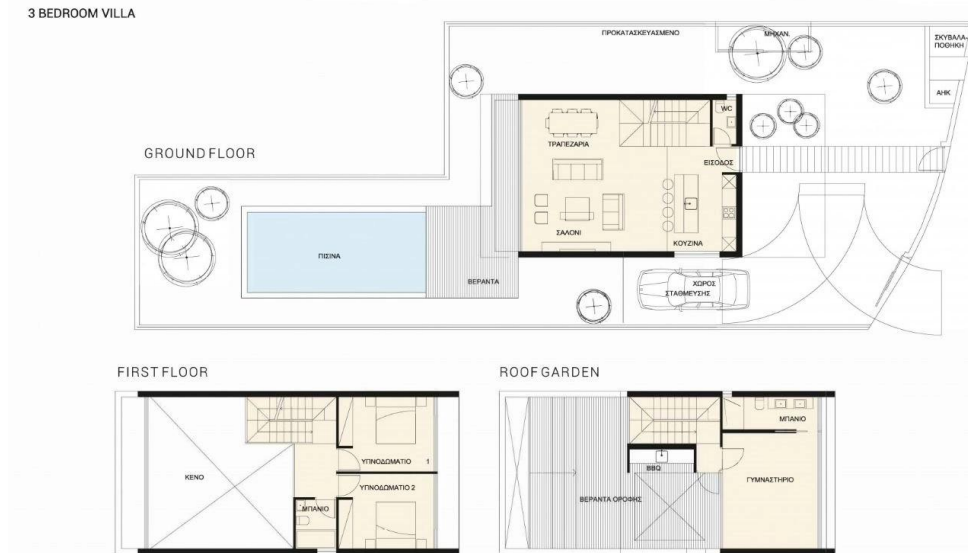 3 BEDROOM VILLA
ΠΡΟΚΑΤΑΣΚΕΥΑΣΜΕΝΟ
ΜΗΧΑΝ.
ΣΚΥΒΑΛΑ-
ΠΟΘΗΚΗ
ΑΗΚ
WC
GROUND FLOOR
ΤΡΑΠΕΖΑΡΙΑ
ΕΙΣΟΔΟΣ
ΣΑΛΟΝΙ
ΚΟΥΖΙΝΑ
ΠΙΣΙΝΑ
ΒΕΡΑΝΤΑ
ΧΩΡΟΣ
ΣΤΑΘΜΕΥΣΗΣ
FIRST FLOOR
ΚΕΝΟ
ΥΠΝΟΔΩΜΑΤΙΟ 1
ΥΠΝΟΔΩΜΑΤΙΟ 2
ΜΠΑΝΙΟ
ROOF GARDEN
ΜΠΑΝΙΟ
BBQ
ΓΥΜΝΑΣΤΗΡΙΟ
ΒΕΡΑΝΤΑ ΟΡΟΦΗΣ